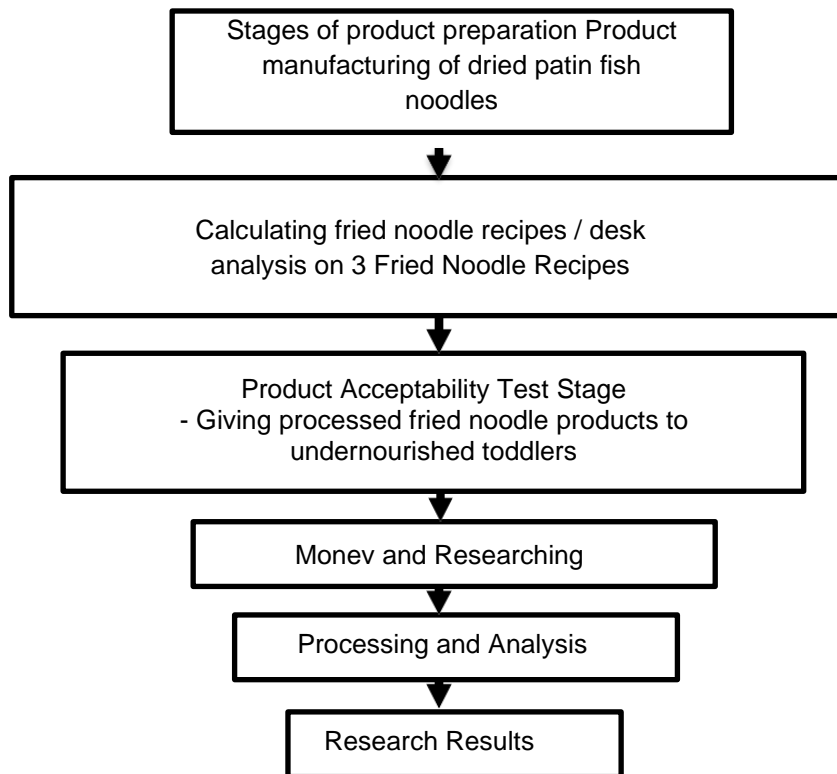 Stages of product preparation Product
manufacturing of dried patin fish
noodles
Calculating fried noodle recipes / desk
analysis on 3 Fried Noodle Recipes
Product Acceptability Test Stage
- Giving processed fried noodle products to
undernourished toddlers
Monev and Researching
Processing and Analysis
Research Results